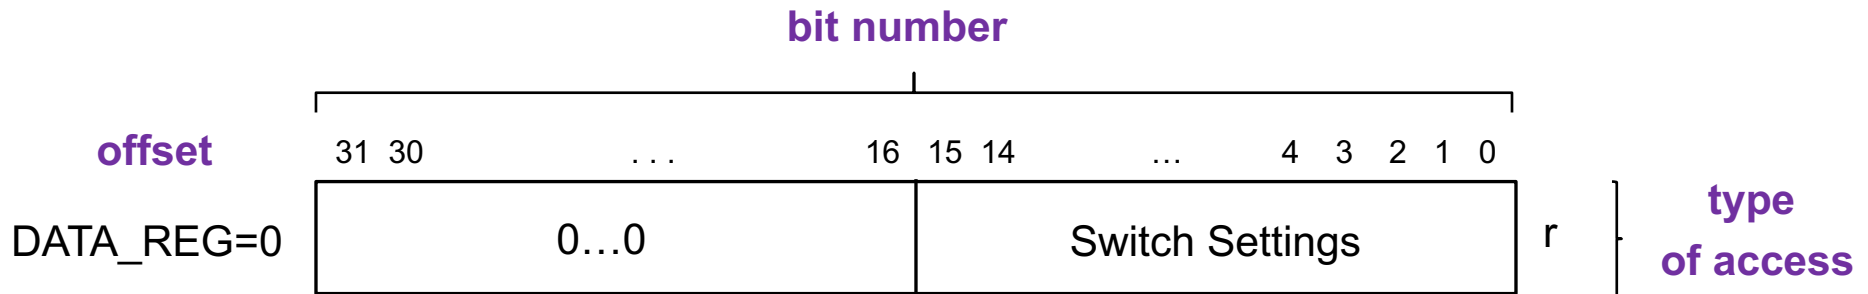 bit number
offset 31 30 . . . 16 15 14 ... 4 3 2 1 0
DATA_REG=0 0...0 Switch Settings r type
of access